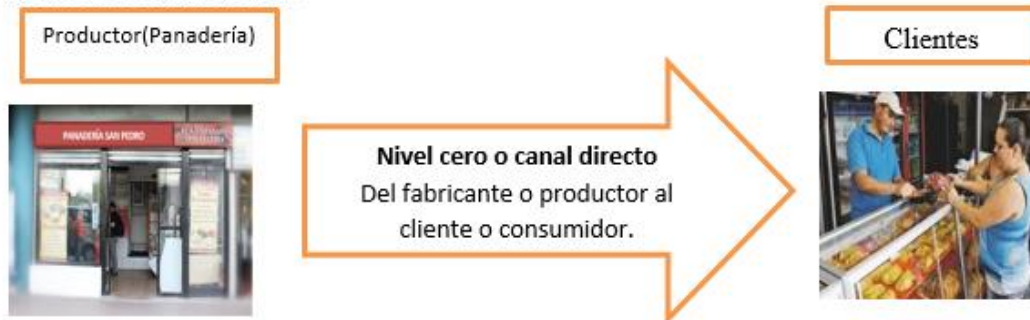 Productor(Panadería)
Clientes
PANADERÍA SAN PEDRO
Nivel cero o canal directo
Del fabricante o productor al
cliente o consumidor.